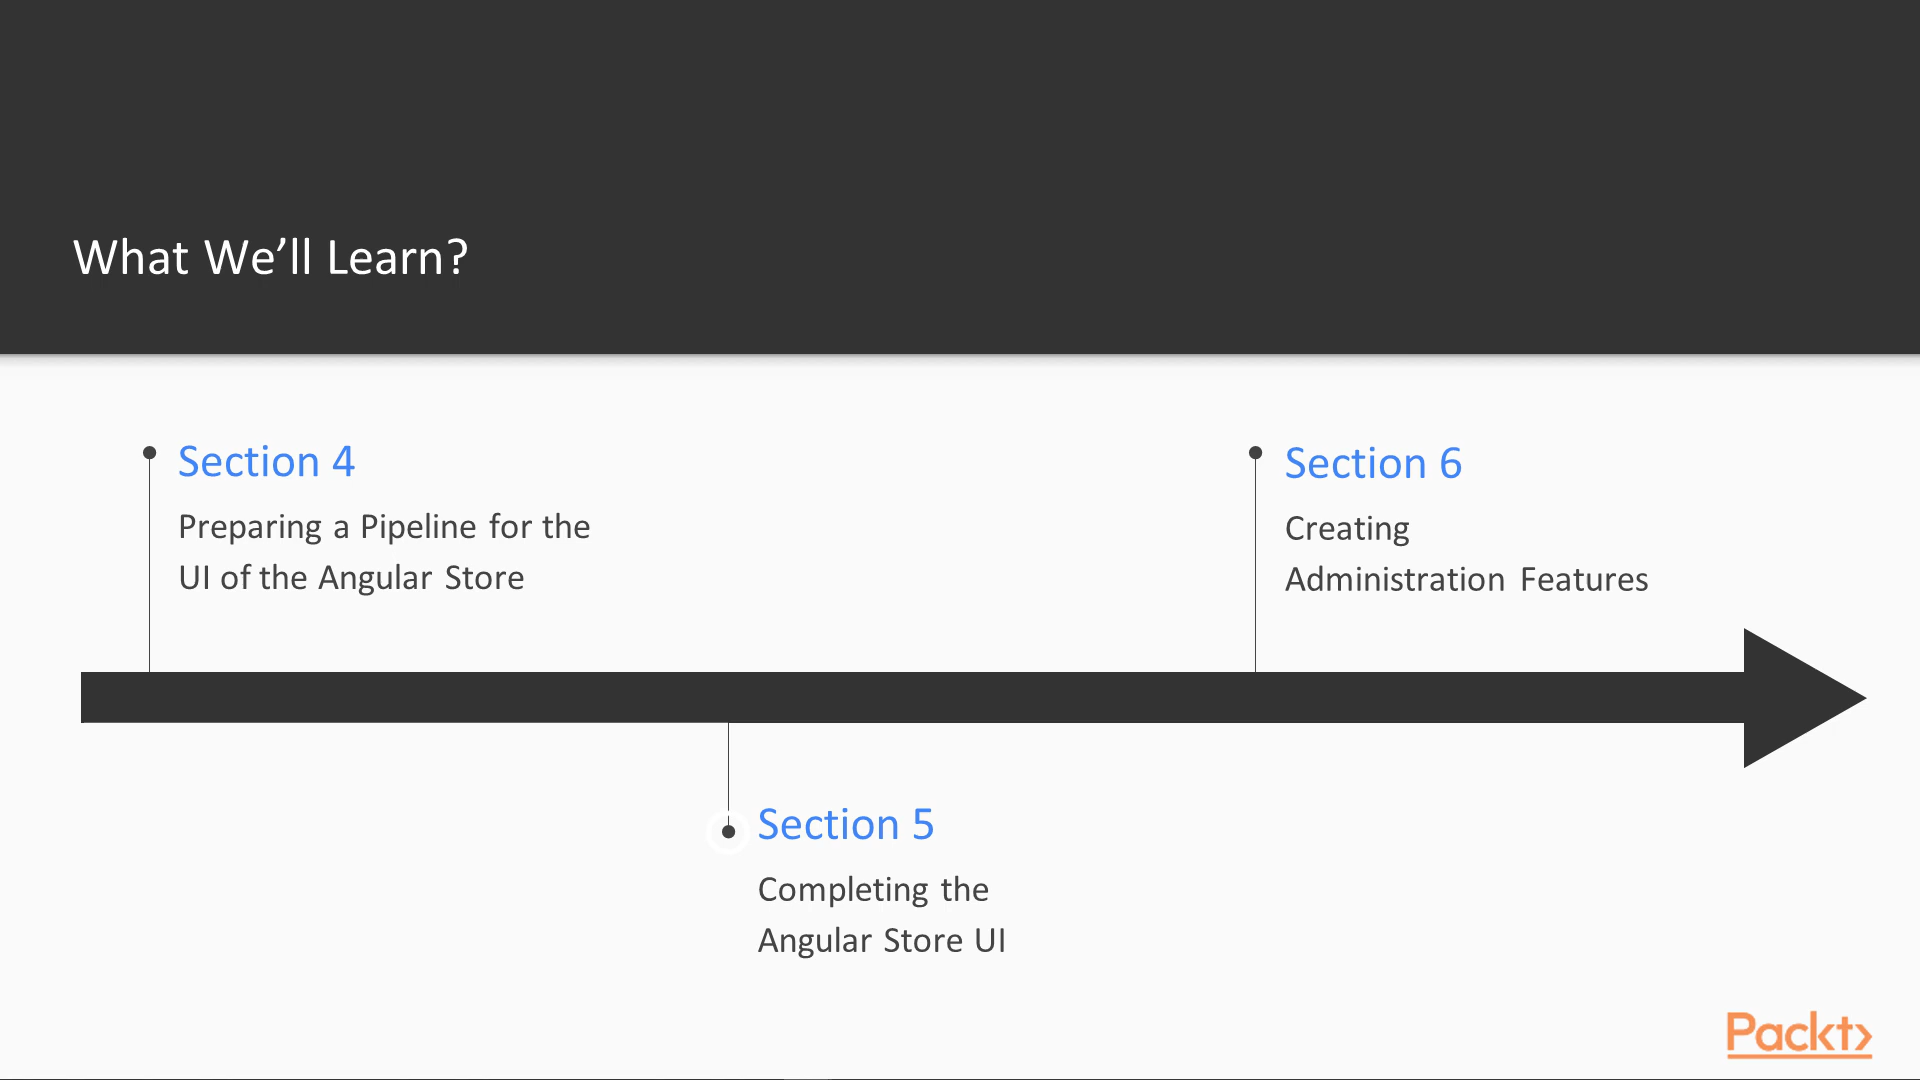 What We’ll Learn?
Section 4
Preparing a Pipeline for the
UI of the Angular Store
Section 5
Completing the
Angular Store UI
Section 6
Creating
Administration Features
Packt>